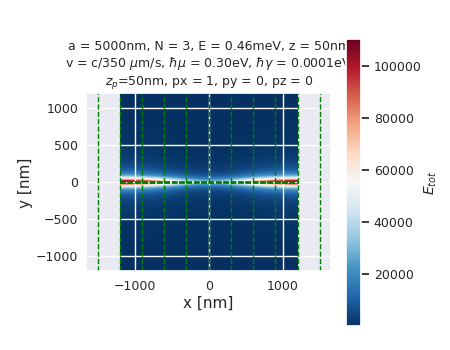 a = 5000nm, N = 3, E = 0.46meV, z = 50nm
v = c/350 μm/s, ℏμ = 0.30eV, ℏγ = 0.0001eV
z_p=50nm, px = 1, py = 0, pz = 0
1000
500
0
−500
−1000
y [nm]
−1000 0 1000
x [nm]
100000
80000
60000
40000
20000
E_tot